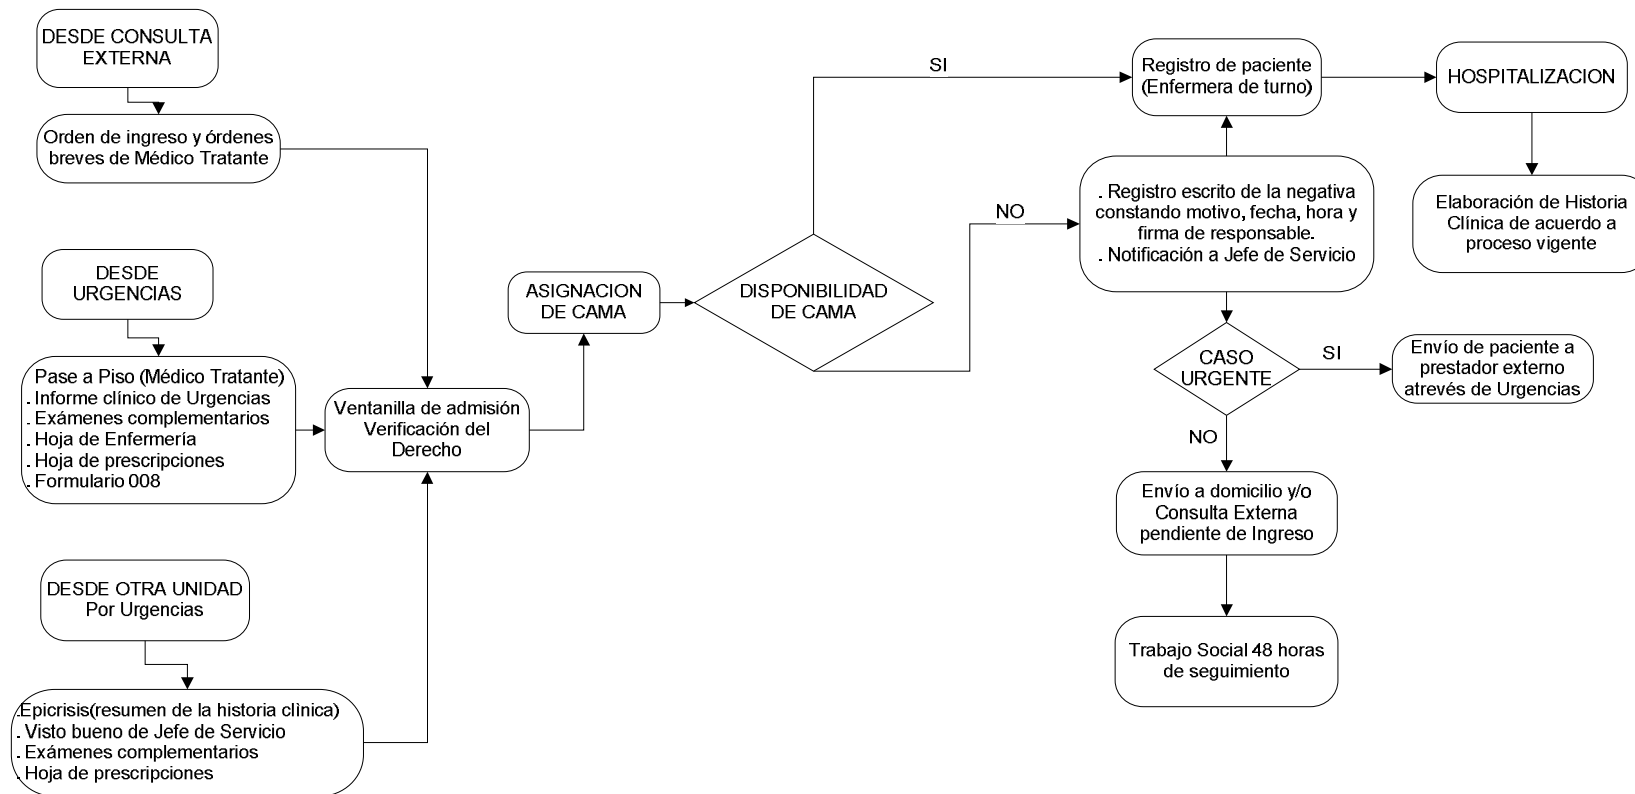 DESDE CONSULTA
EXTERNA
Orden de ingreso y órdenes
breves de Médico Tratante
DESDE
URGENCIAS
Pase a Piso (Médico Tratante)
. Informe clínico de Urgencias
. Exámenes complementarios
. Hoja de Enfermería
. Hoja de prescripciones
. Formulario 008
DESDE OTRA UNIDAD
Por Urgencias
.Epicrisis(resumen de la historia clìnica)
. Visto bueno de Jefe de Servicio
. Exámenes complementarios
. Hoja de prescripciones
Ventanilla de admisión
Verificación del
Derecho
ASIGNACION
DE CAMA
DISPONIBILIDAD
DE CAMA
SI
NO
Registro de paciente
(Enfermera de turno)
HOSPITALIZACION
Elaboración de Historia
Clínica de acuerdo a
proceso vigente
. Registro escrito de la negativa
constando motivo, fecha, hora y
firma de responsable.
. Notificación a Jefe de Servicio
CASO
URGENTE
SI
Envío de paciente a
prestador externo
atrevés de Urgencias
NO
Envío a domicilio y/o
Consulta Externa
pendiente de Ingreso
Trabajo Social 48 horas
de seguimiento